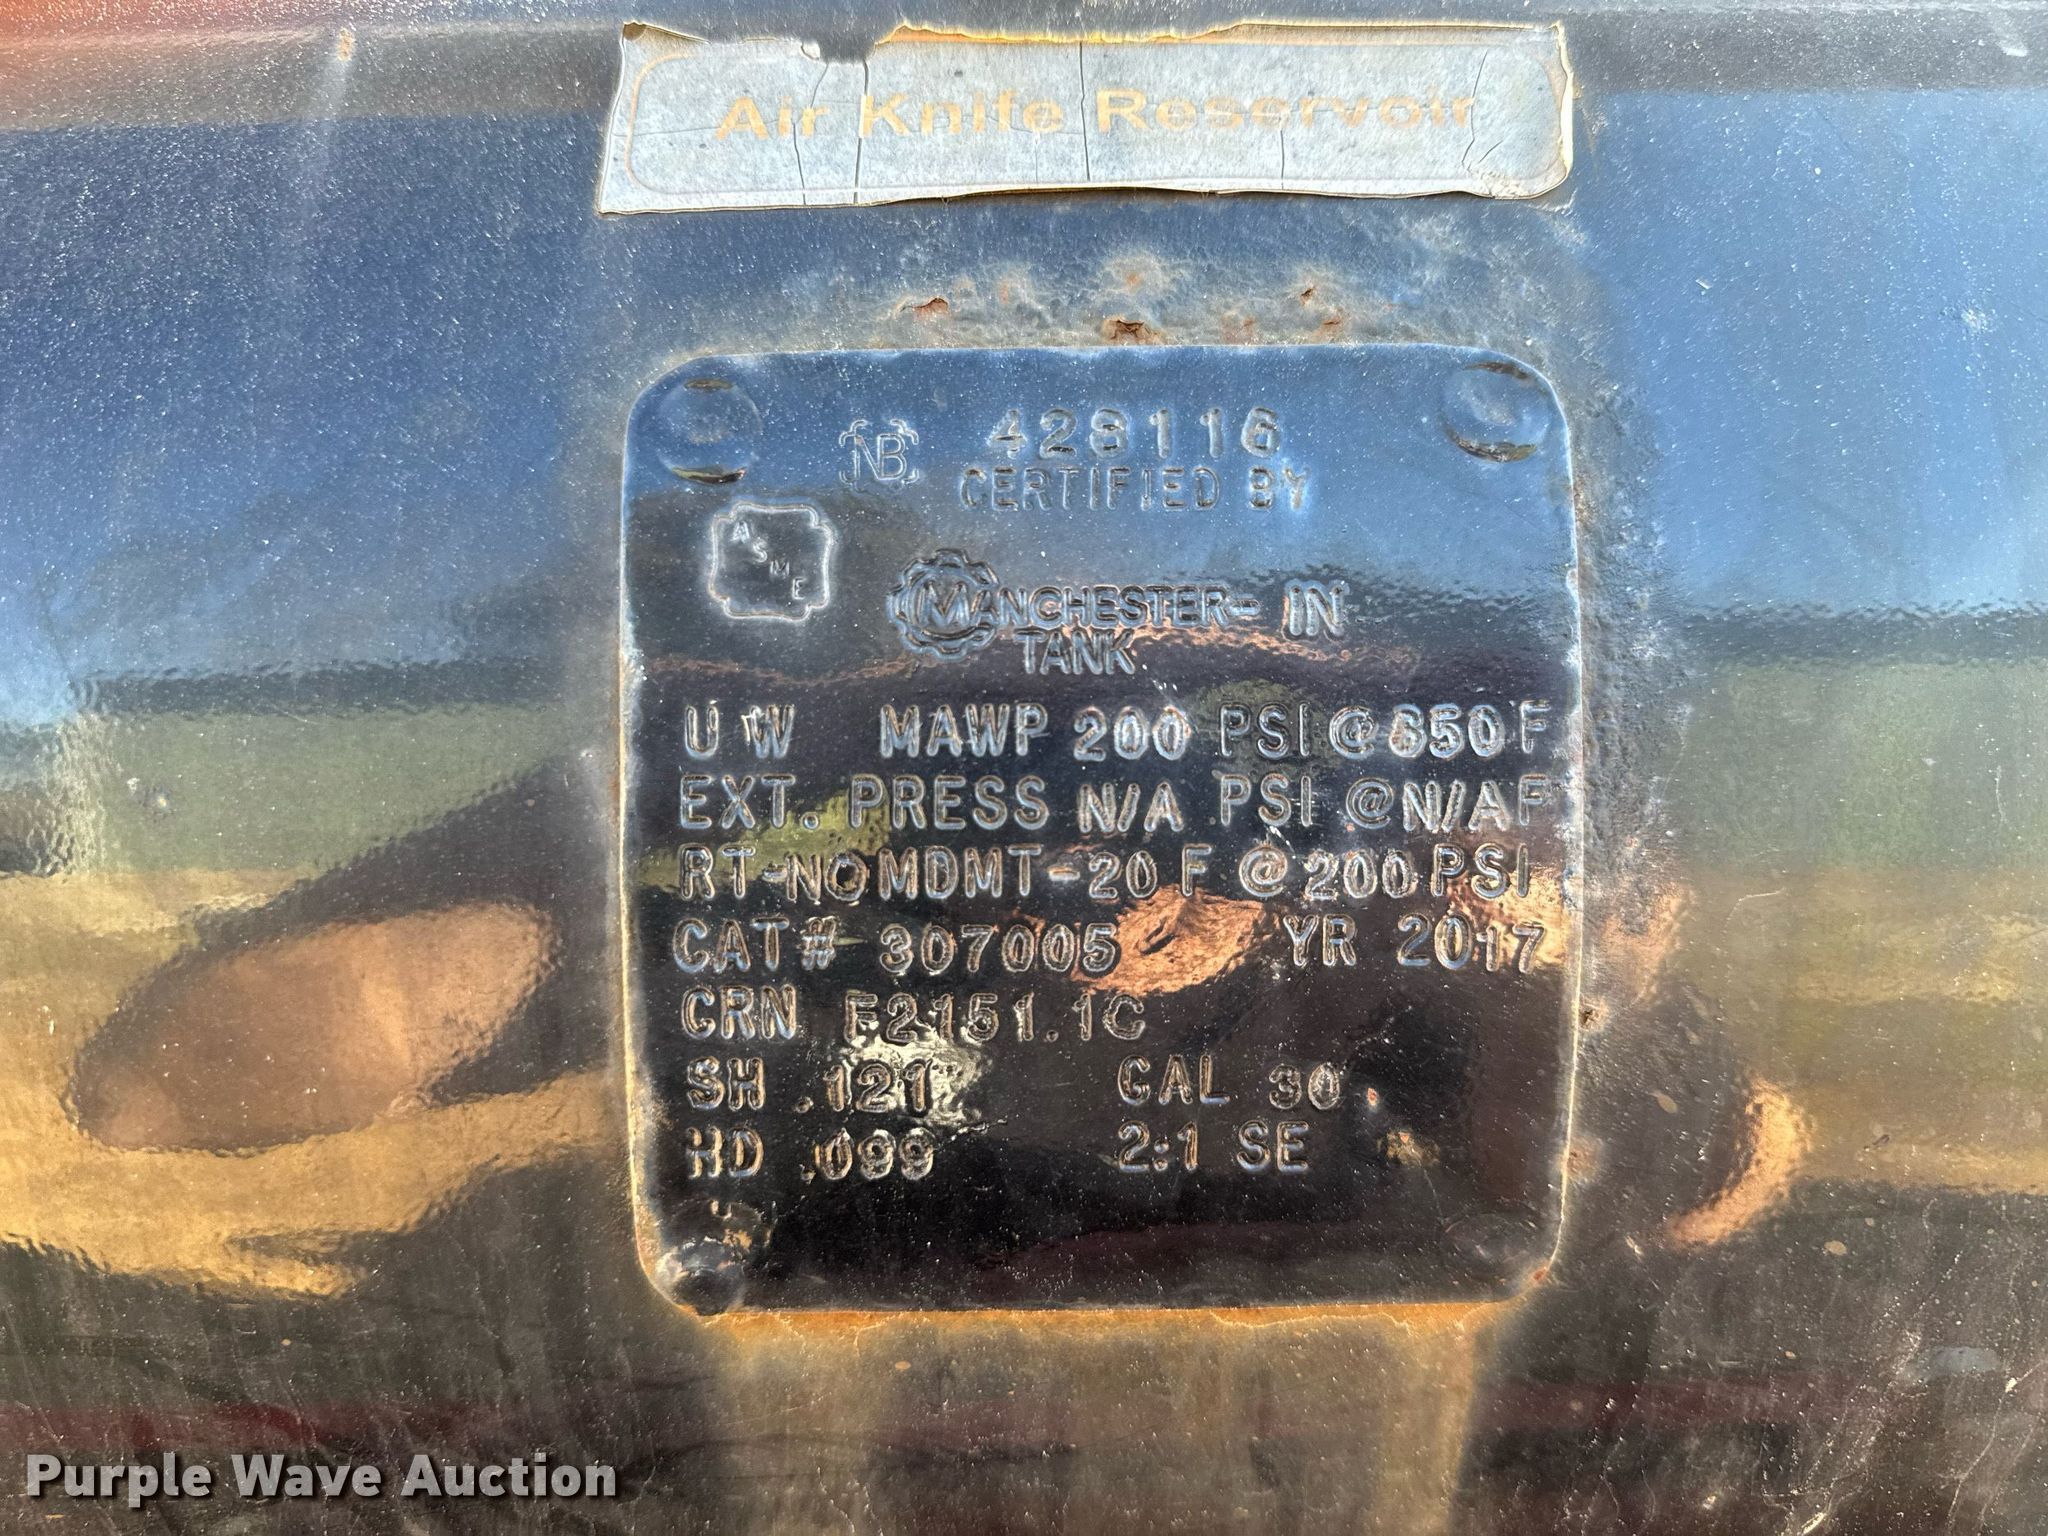 Air Knife Reservoir
NB 428116
CERTIFIED BY
ASME
MANCHESTER- IN
TANK
U W MAWP 200 PSI @ 650 F
EXT. PRESS N/A PSI @ N/A F
RT-NO MDMT -20 F @ 200 PSI
CAT# 307005 YR 2017
CRN F2151.1C
SH .121 GAL 30
HD .099 2:1 SE
Purple Wave Auction